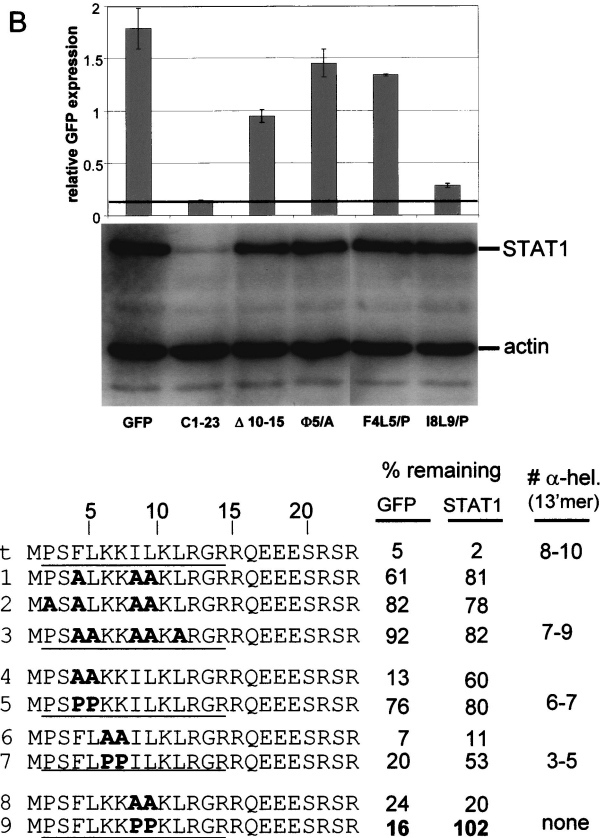 B
2
1.5
1
0.5
0
relative GFP expression
STAT1
actin
GFP C1-23 Δ 10-15 Φ5/A F4L5/P I8L9/P
% remaining # α-hel.
GFP STAT1 (13'mer)
5 10 15 20
t MPSFLKKILKLRGRRQEEESRSR 5 2 8-10
1 MPSALKKAAKLRGRRQEEESRSR 61 81
2 MASALKKAAKLRGRRQEEESRSR 82 78
3 MPSAAKKAAKARGRRQEEESRSR 92 82 7-9
4 MPSAAKKILKLRGRRQEEESRSR 13 60
5 MPSPPKKILKLRGRRQEEESRSR 76 80 6-7
6 MPSFLAAILKLRGRRQEEESRSR 7 11
7 MPSFLPPILKLRGRRQEEESRSR 20 53 3-5
8 MPSFLKKAAKLRGRRQEEESRSR 24 20
9 MPSFLKKPPKLRGRRQEEESRSR 16 102 none